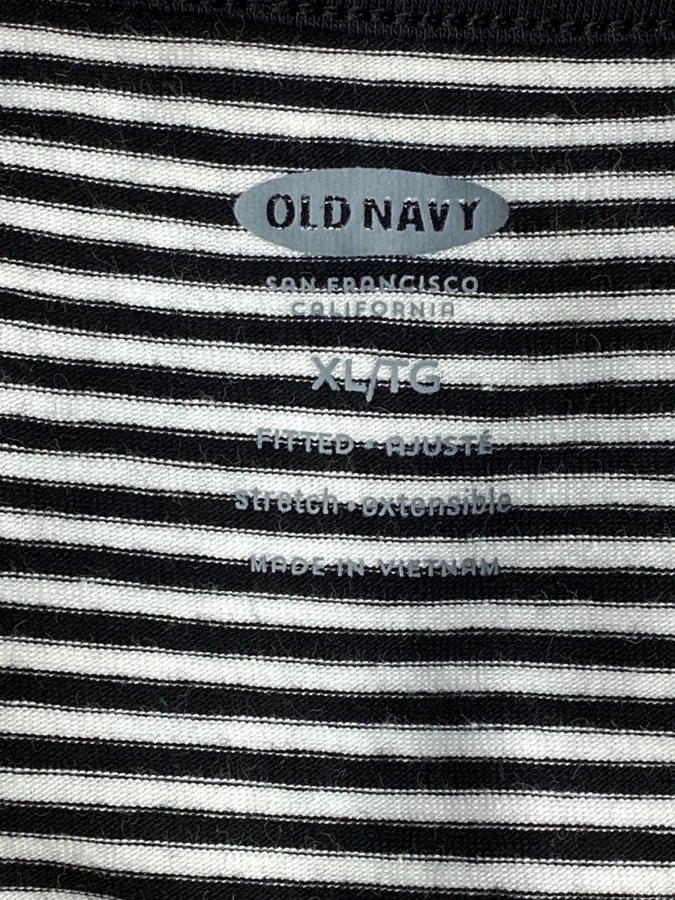 OLD NAVY
SAN FRANCISCO
CALIFORNIA
XL/TG
FITTED • AJUSTÉ
stretch • extensible
MADE IN VIETNAM